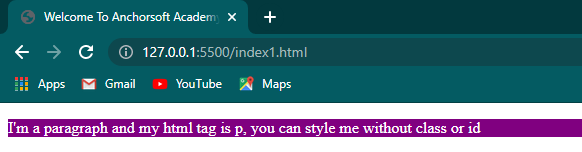 Welcome To Anchorsoft Academy
127.0.0.1:5500/index1.html
Apps Gmail YouTube Maps
I'm a paragraph and my html tag is p, you can style me without class or id